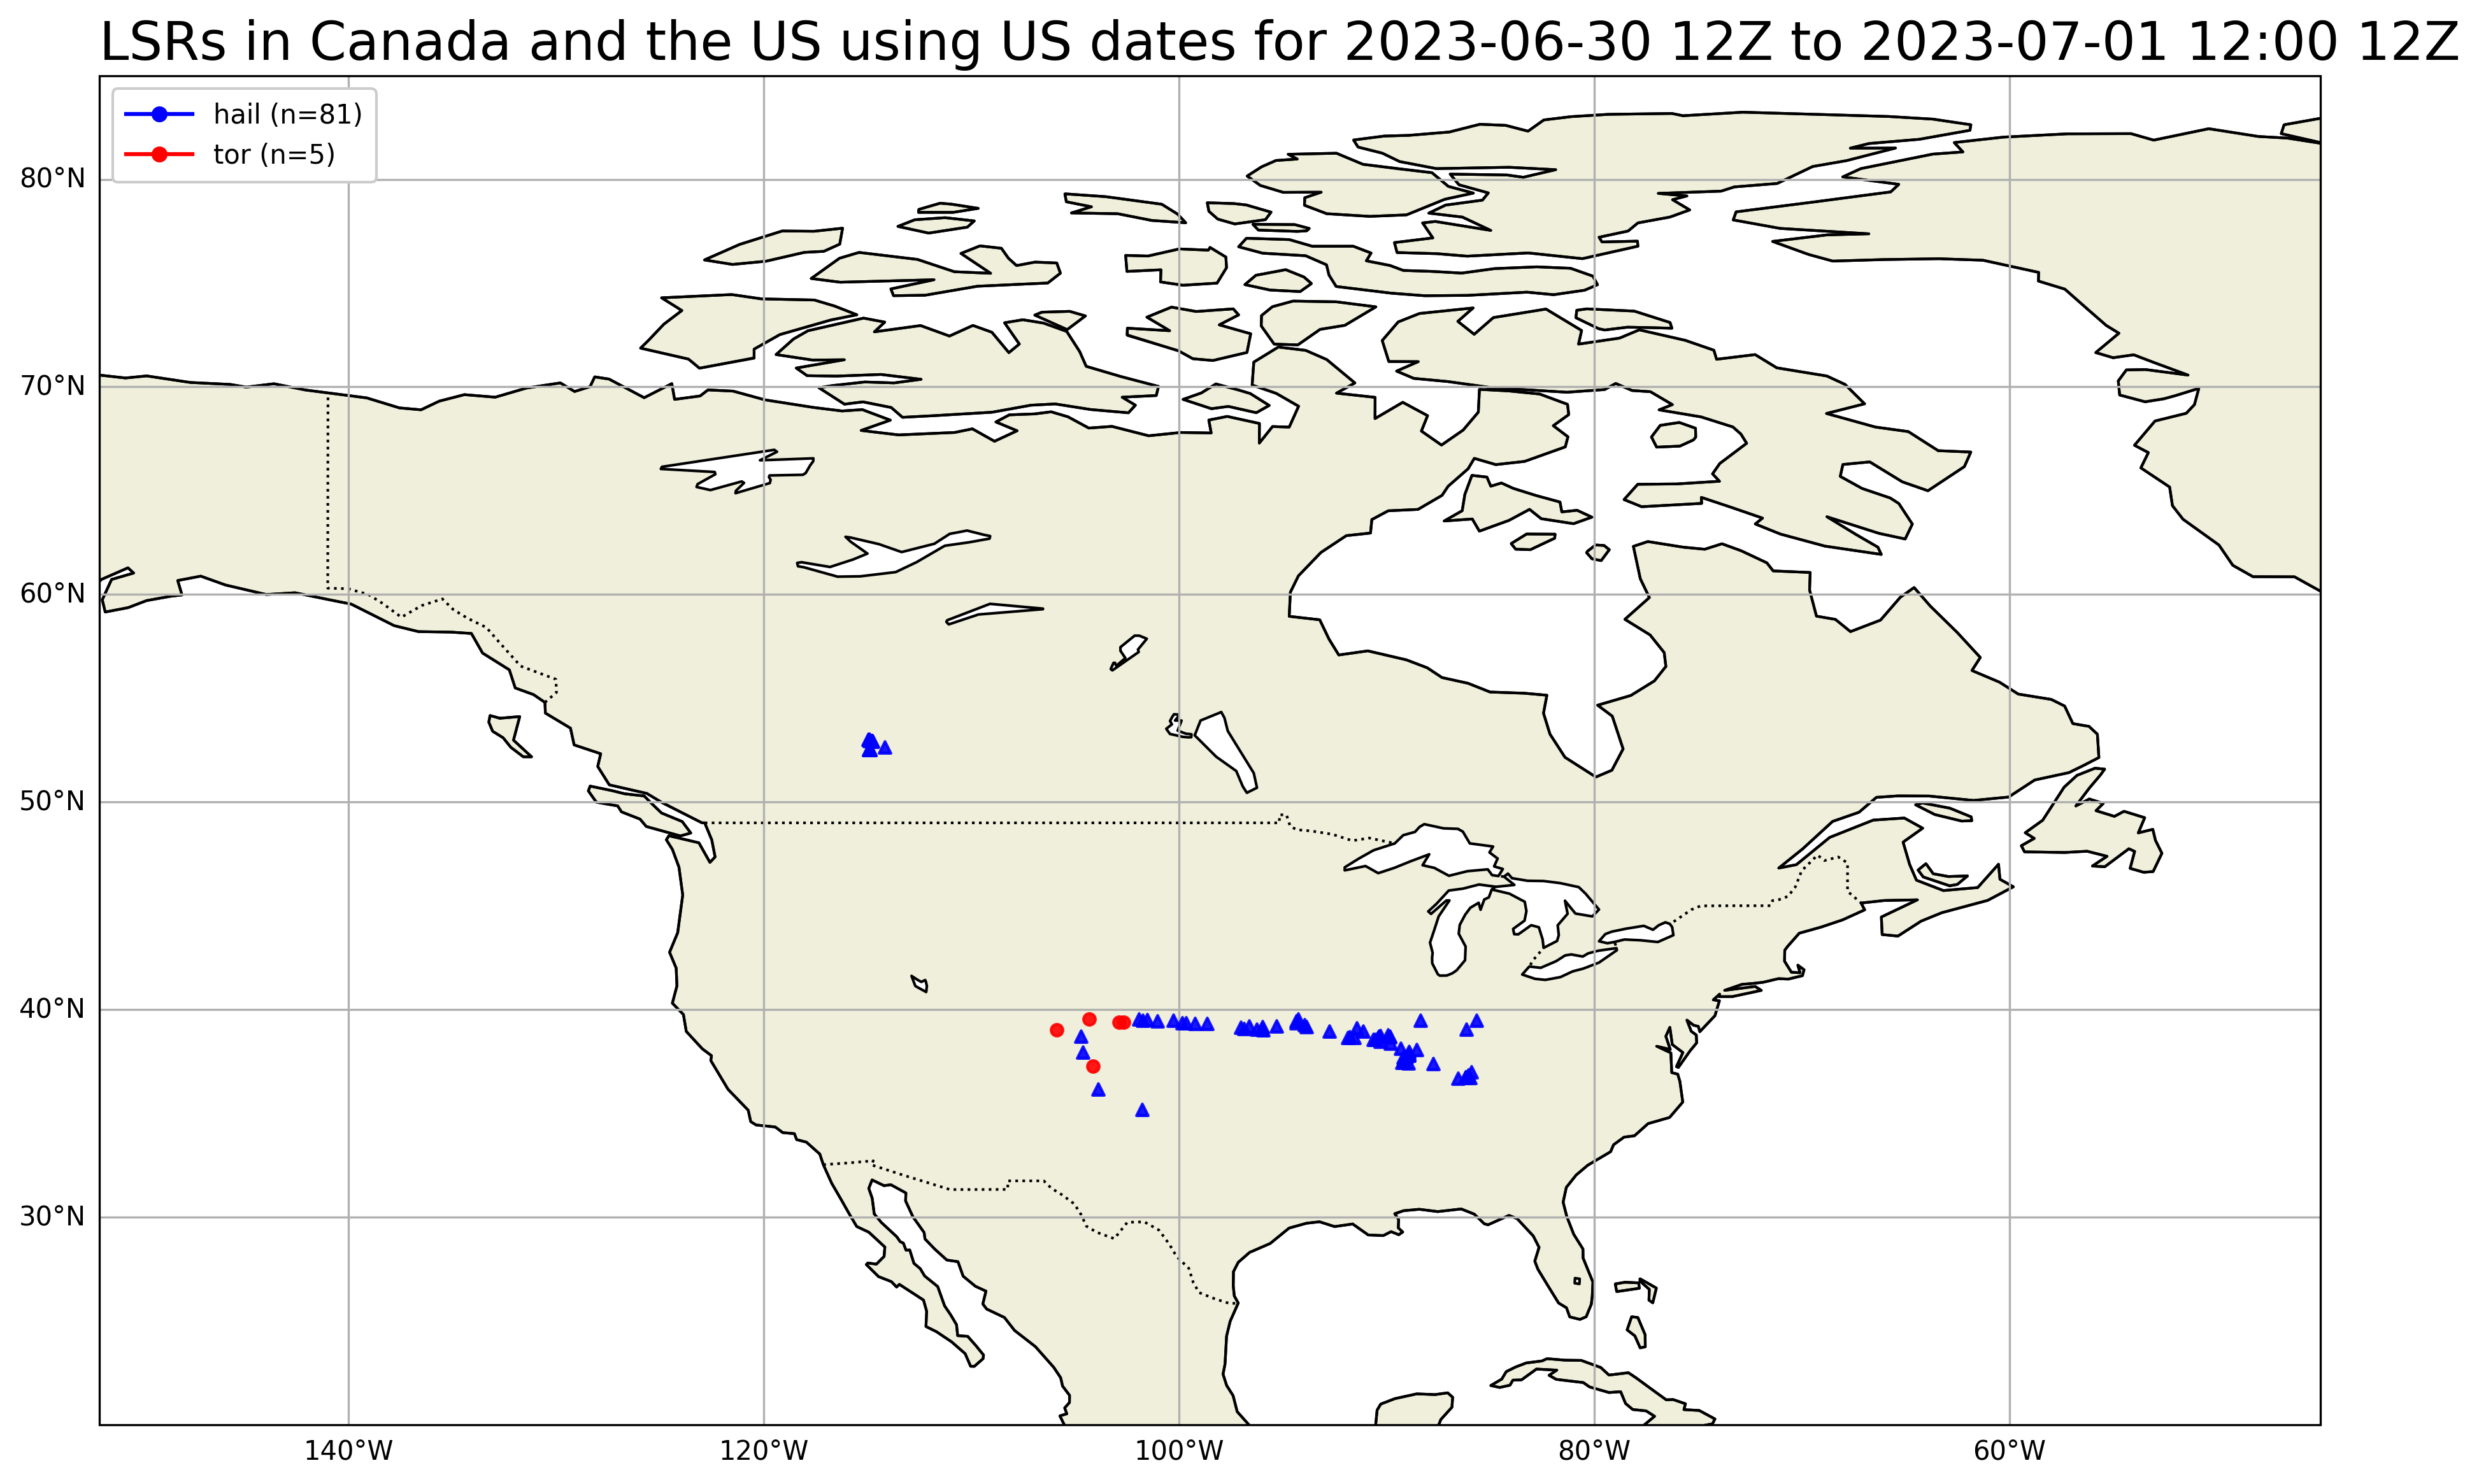 LSRs in Canada and the US using US dates for 2023-06-30 12Z to 2023-07-01 12:00 12Z
hail (n=81)
tor (n=5)
80°N
70°N
60°N
50°N
40°N
30°N
140°W
120°W
100°W
80°W
60°W